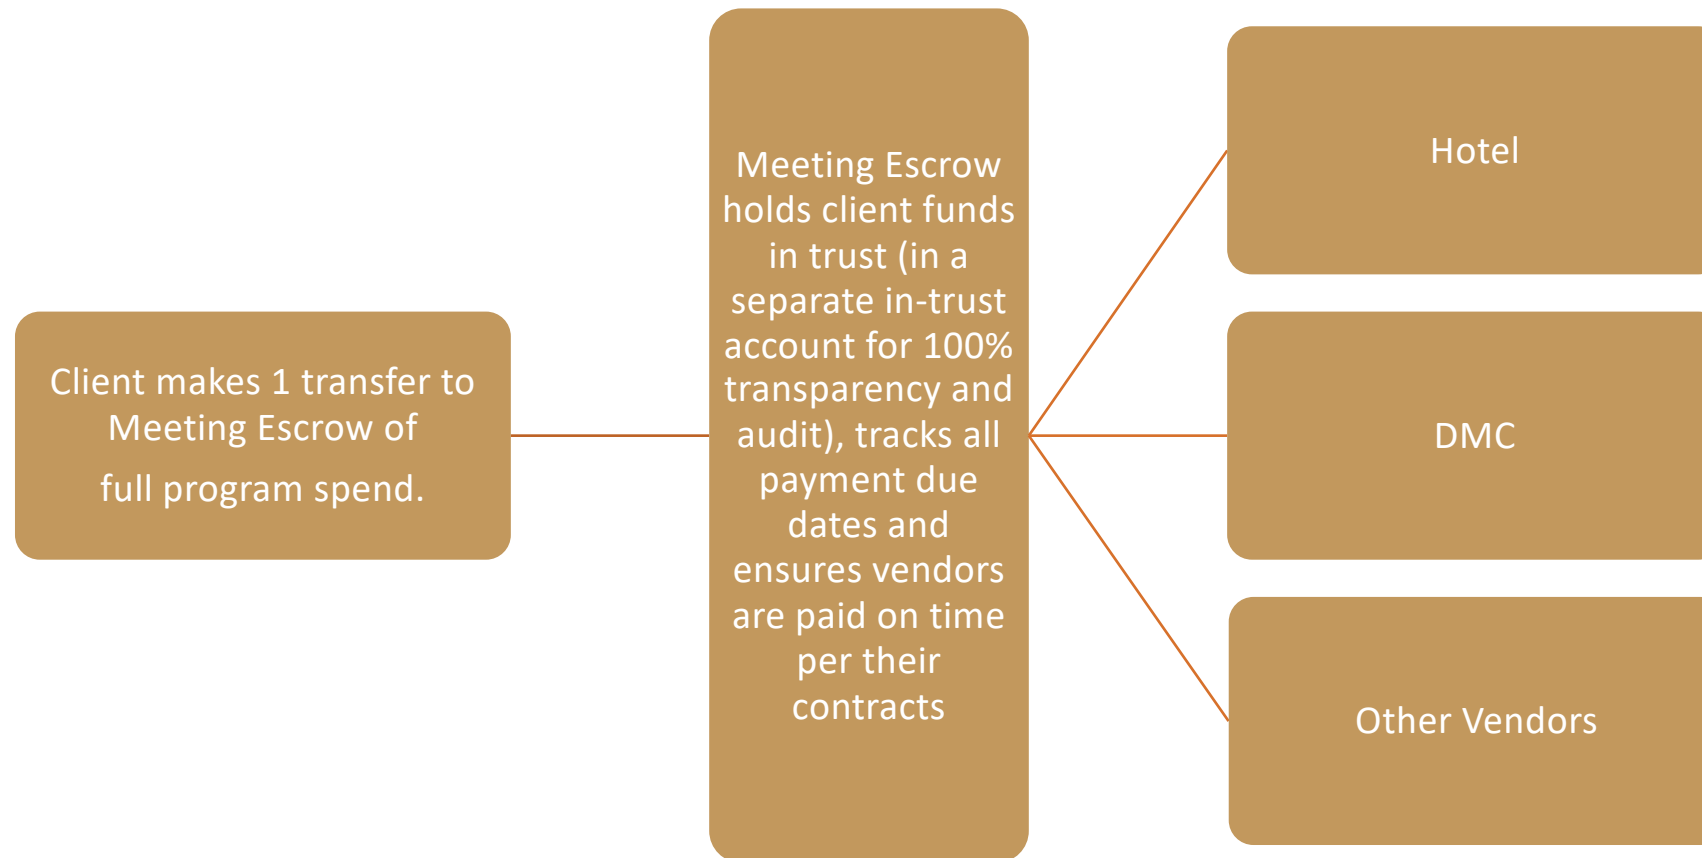 Client makes 1 transfer to
Meeting Escrow of
full program spend.
Meeting Escrow
holds client funds
in trust (in a
separate in-trust
account for 100%
transparency and
audit), tracks all
payment due
dates and
ensures vendors
are paid on time
per their
contracts
Hotel
DMC
Other Vendors